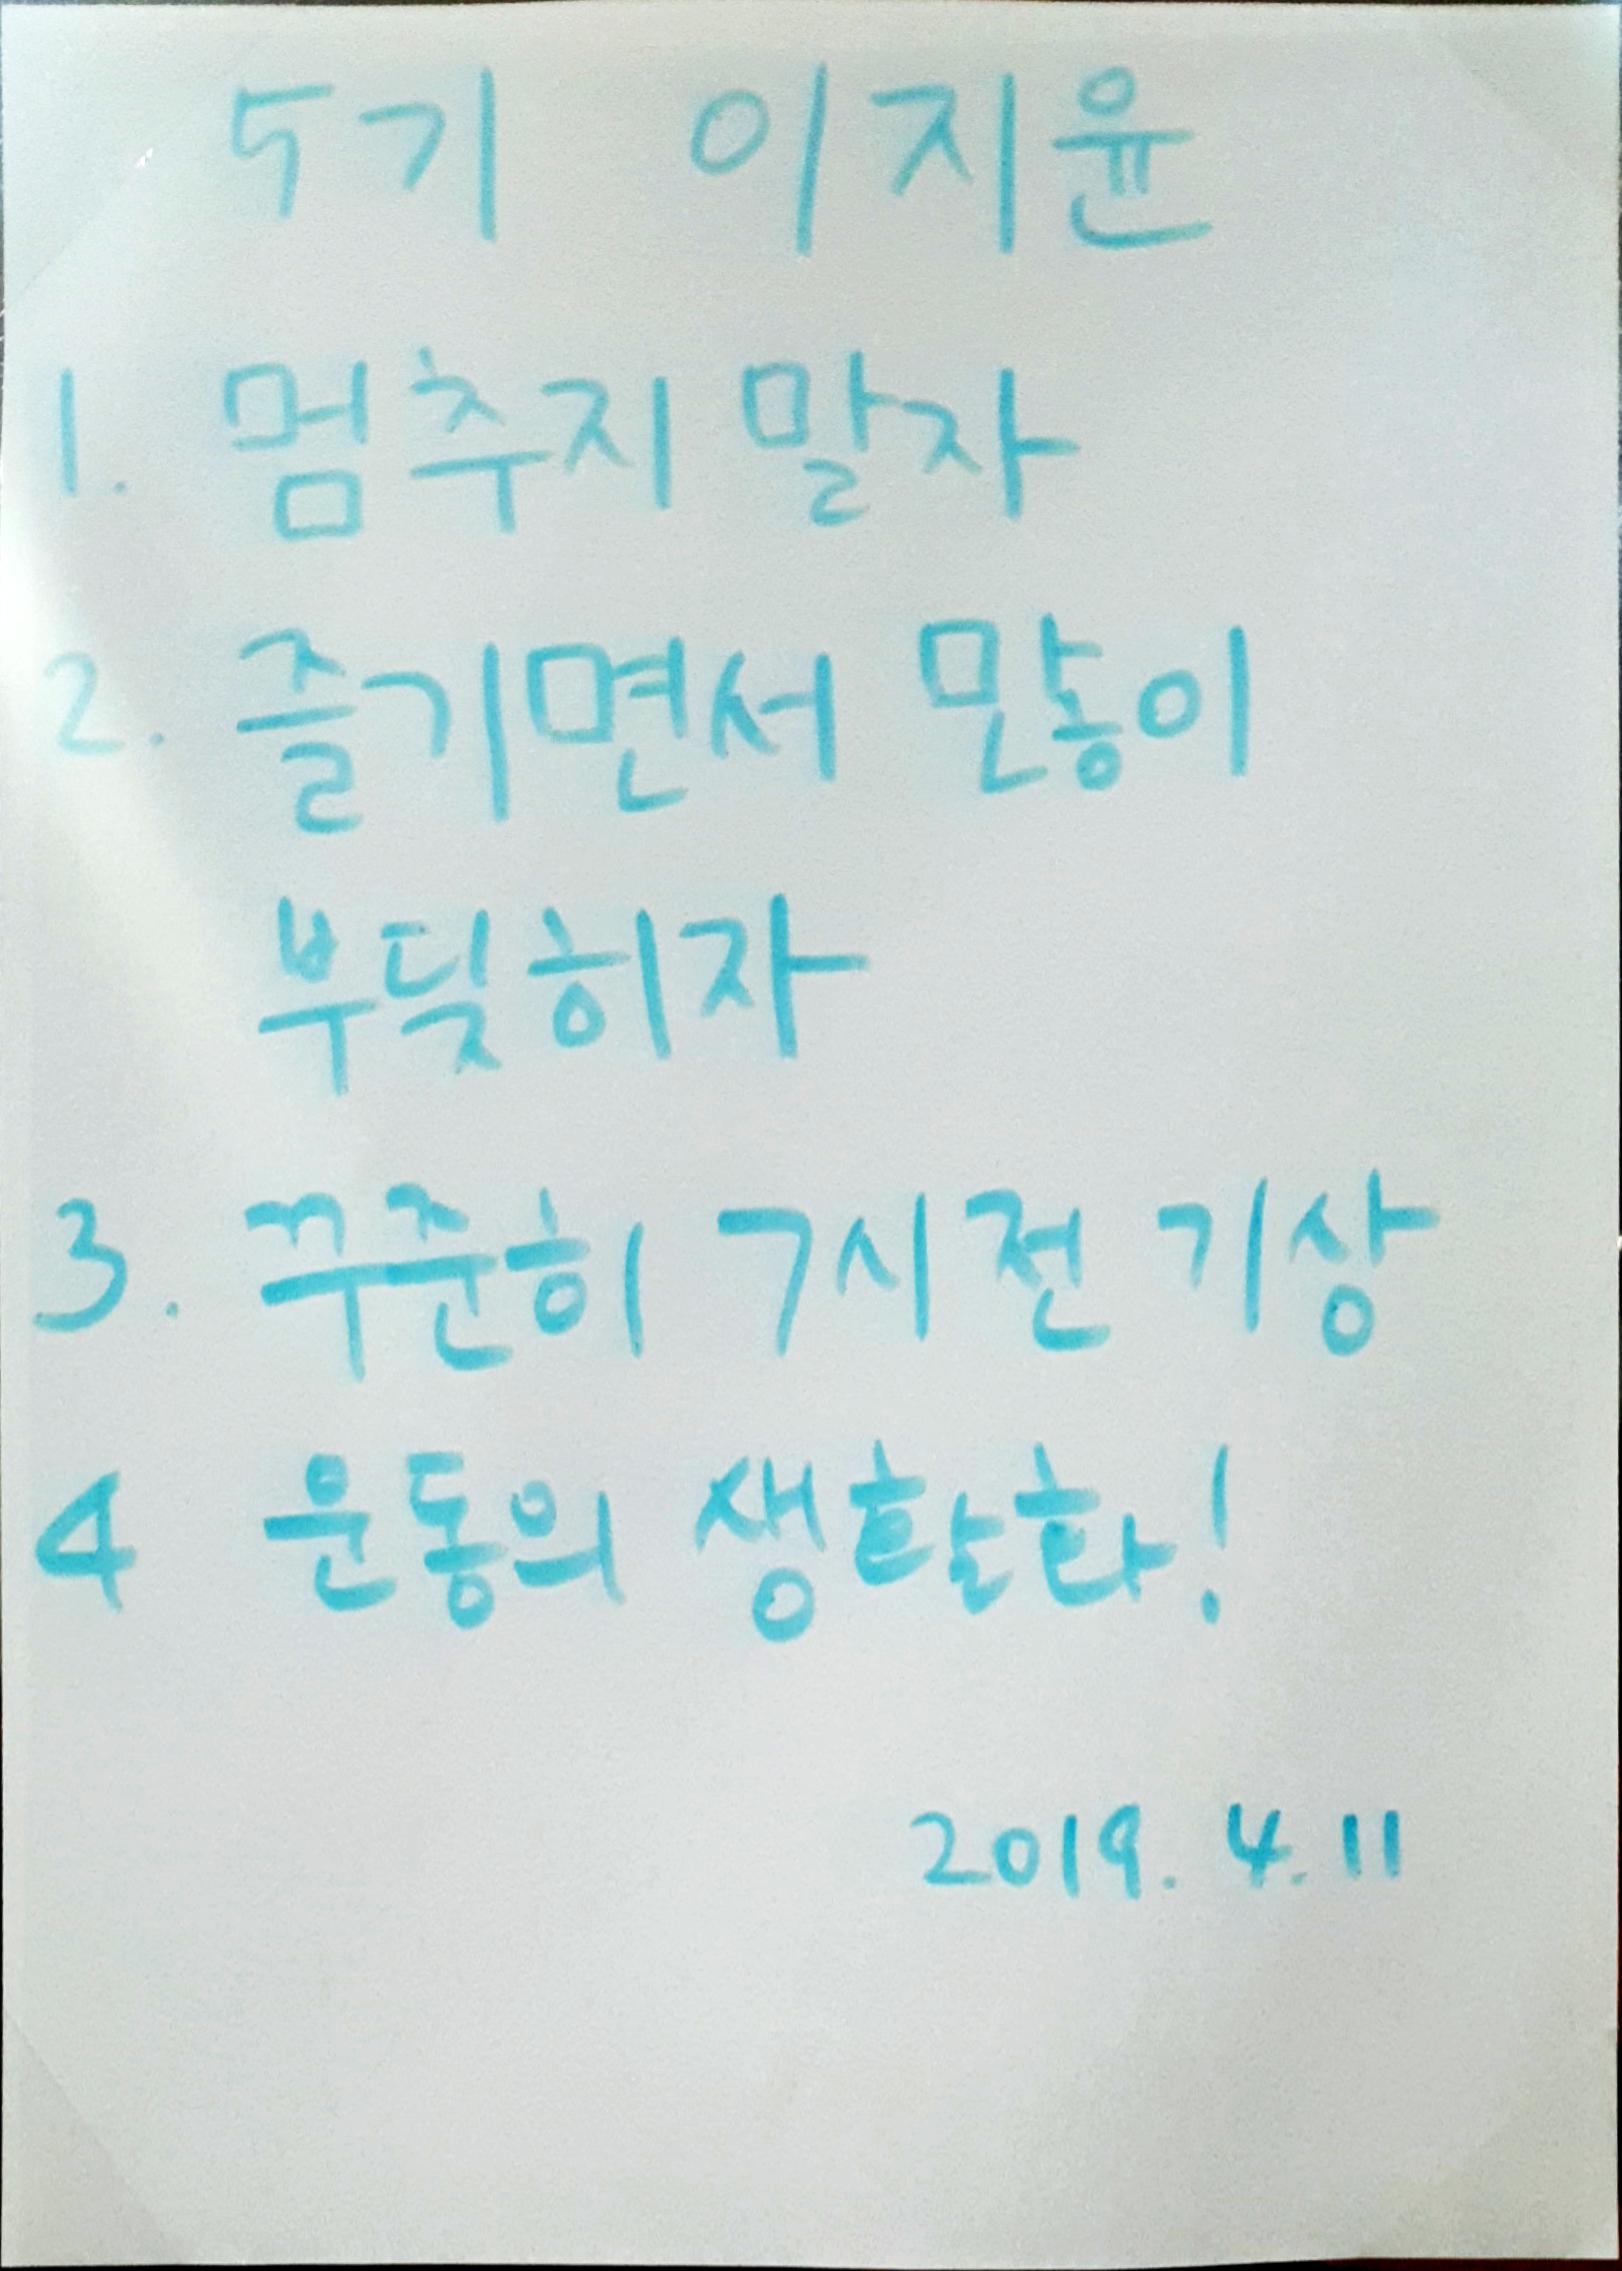 5기 이지윤
1. 멈추지 말자
2. 즐기면서 많이
부딪히자
3. 꾸준히 7시전 기상
4 운동의 생활화!
2019. 4. 11